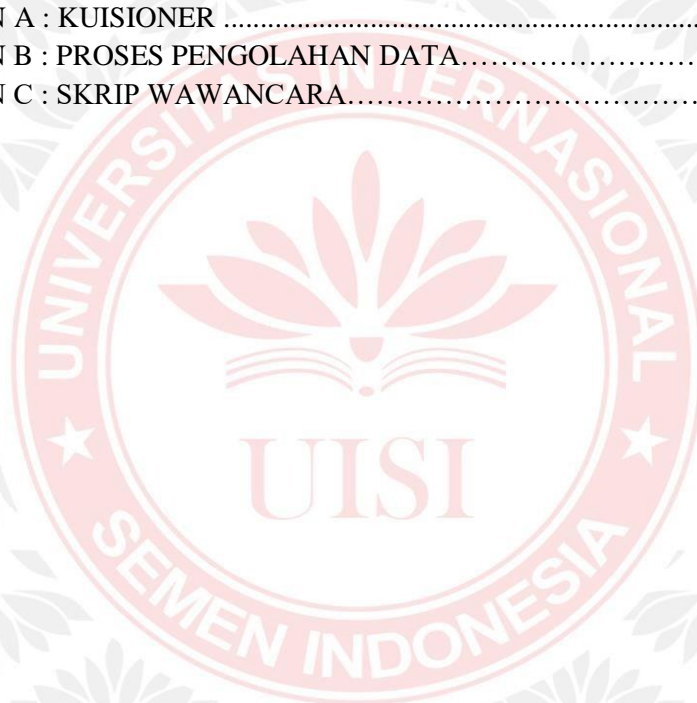 N A : KUISIONER ........................................................................
N B : PROSES PENGOLAHAN DATA……………………
N C : SKRIP WAWANCARA………………………………
UNIVERSITAS INTERNASIONAL
UISI
SEMEN INDONESIA